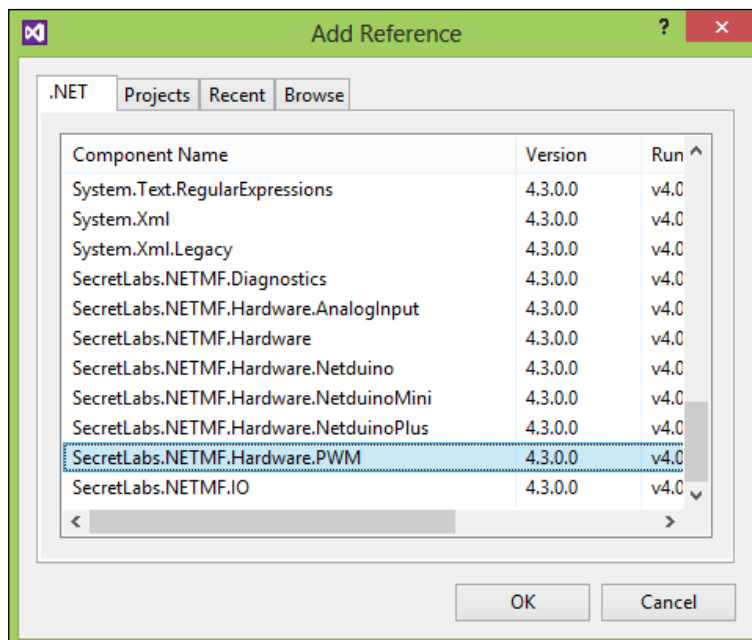 Add Reference ?
.NET Projects Recent Browse
Component Name Version Run
System.Text.RegularExpressions 4.3.0.0 v4.0
System.Xml 4.3.0.0 v4.0
System.Xml.Legacy 4.3.0.0 v4.0
SecretLabs.NETMF.Diagnostics 4.3.0.0 v4.0
SecretLabs.NETMF.Hardware.AnalogInput 4.3.0.0 v4.0
SecretLabs.NETMF.Hardware 4.3.0.0 v4.0
SecretLabs.NETMF.Hardware.Netduino 4.3.0.0 v4.0
SecretLabs.NETMF.Hardware.NetduinoMini 4.3.0.0 v4.0
SecretLabs.NETMF.Hardware.NetduinoPlus 4.3.0.0 v4.0
SecretLabs.NETMF.Hardware.PWM 4.3.0.0 v4.0
SecretLabs.NETMF.IO 4.3.0.0 v4.0
OK Cancel